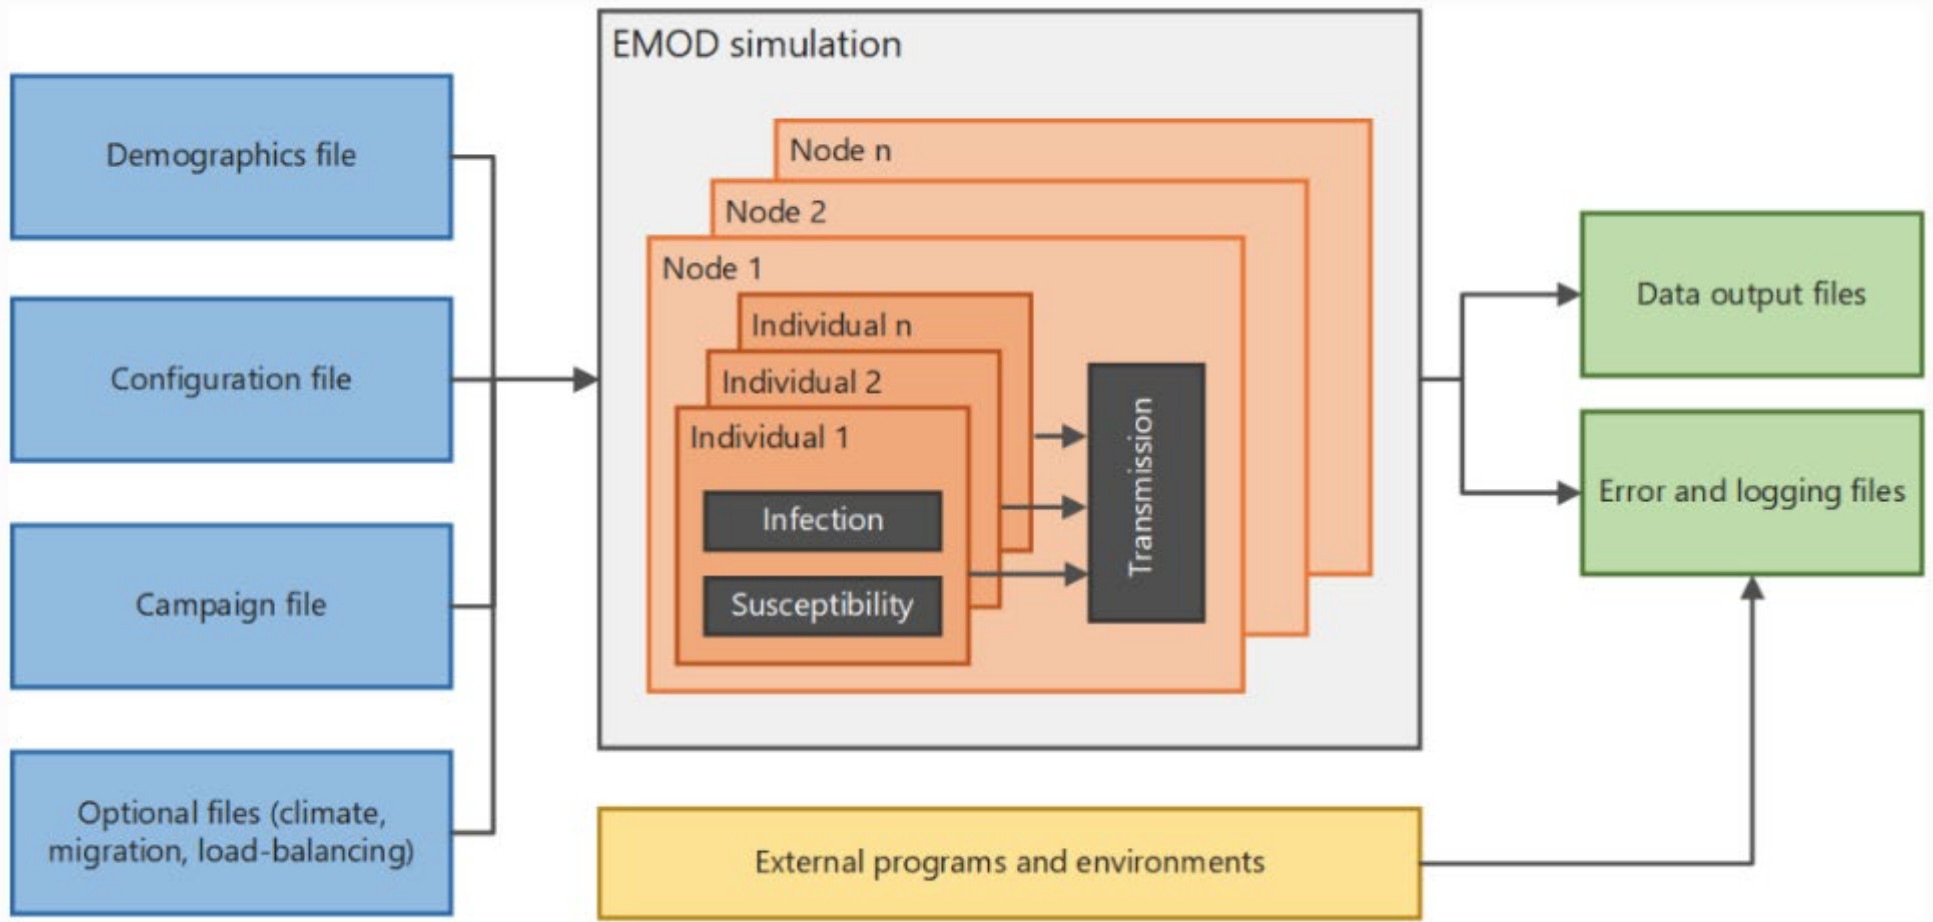 Demographics file
Configuration file
Campaign file
Optional files (climate,
migration, load-balancing)
EMOD simulation
Node n
Node 2
Node 1
Individual n
Individual 2
Individual 1
Infection
Susceptibility
Transmission
External programs and environments
Data output files
Error and logging files